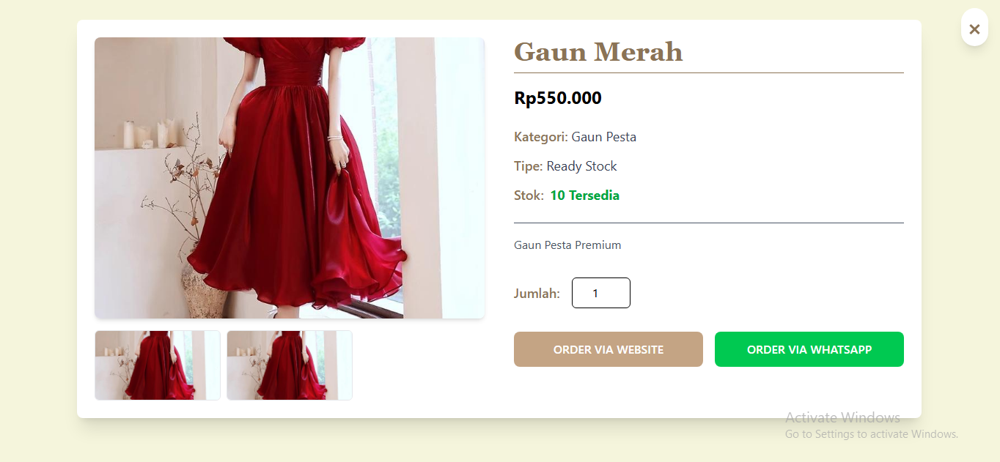 Gaun Merah
Rp550.000
Kategori: Gaun Pesta
Tipe: Ready Stock
Stok: 10 Tersedia
Gaun Pesta Premium
Jumlah: 1
ORDER VIA WEBSITE
ORDER VIA WHATSAPP
Activate Windows
Go to Settings to activate Windows.